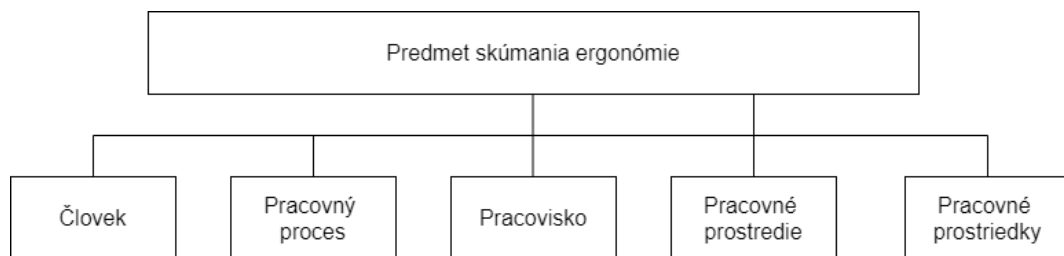 Predmet skúmania ergonómie
Človek
Pracovný
proces
Pracovisko
Pracovné
prostredie
Pracovné
prostriedky